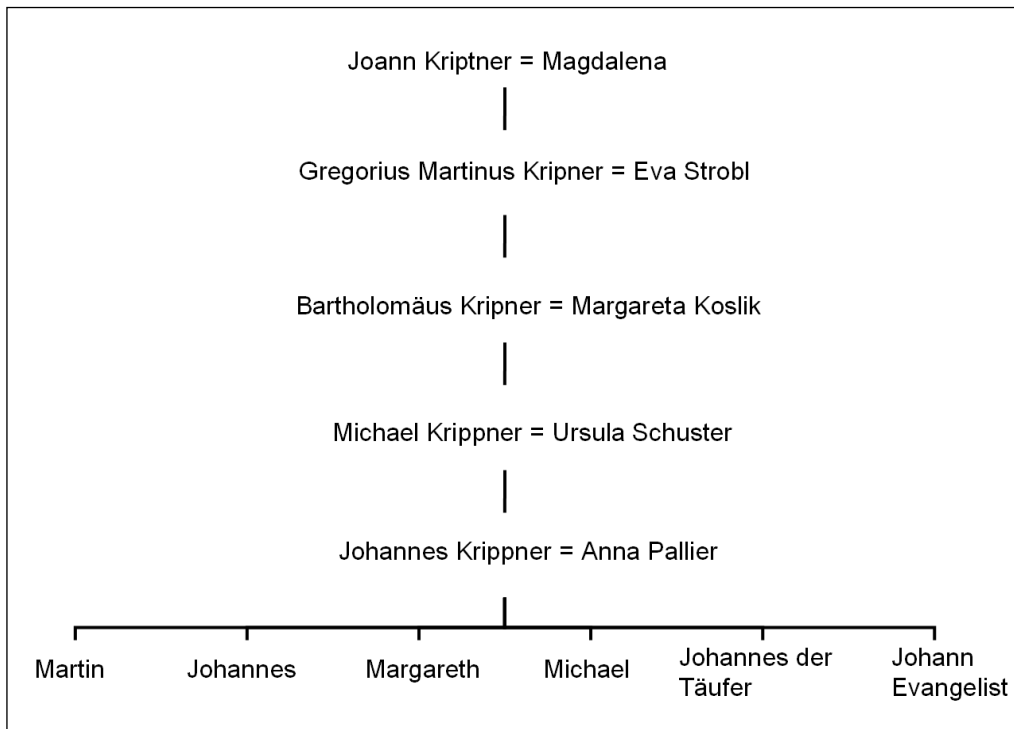 Joann Kriptner = Magdalena
Gregorius Martinus Kripner = Eva Strobl
Bartholomäus Kripner = Margareta Koslik
Michael Krippner = Ursula Schuster
Johannes Krippner = Anna Pallier
Martin
Johannes
Margareth
Michael
Johannes der
Täufer
Johann
Evangelist